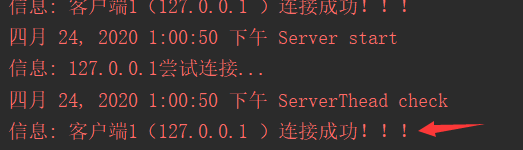 信息: 客户端1（127.0.0.1 ）连接成功！！！
四月 24, 2020 1:00:50 下午 Server start
信息: 127.0.0.1尝试连接...
四月 24, 2020 1:00:50 下午 ServerThead check
信息: 客户端1（127.0.0.1 ）连接成功！！！